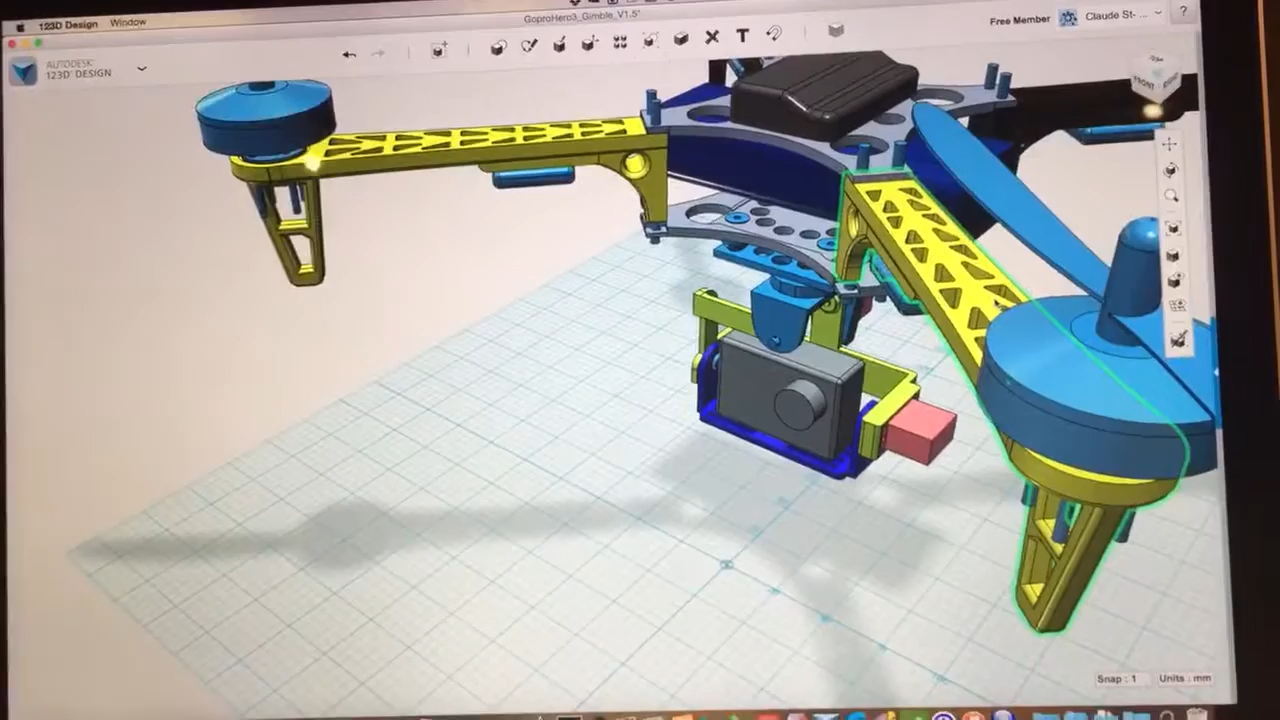 123D Design Window
GoproHero3_Gimble_V1.5*
Free Member
Claude St-...
?
AUTODESK
123D DESIGN
T
FRONT
Snap : 1
Units : mm